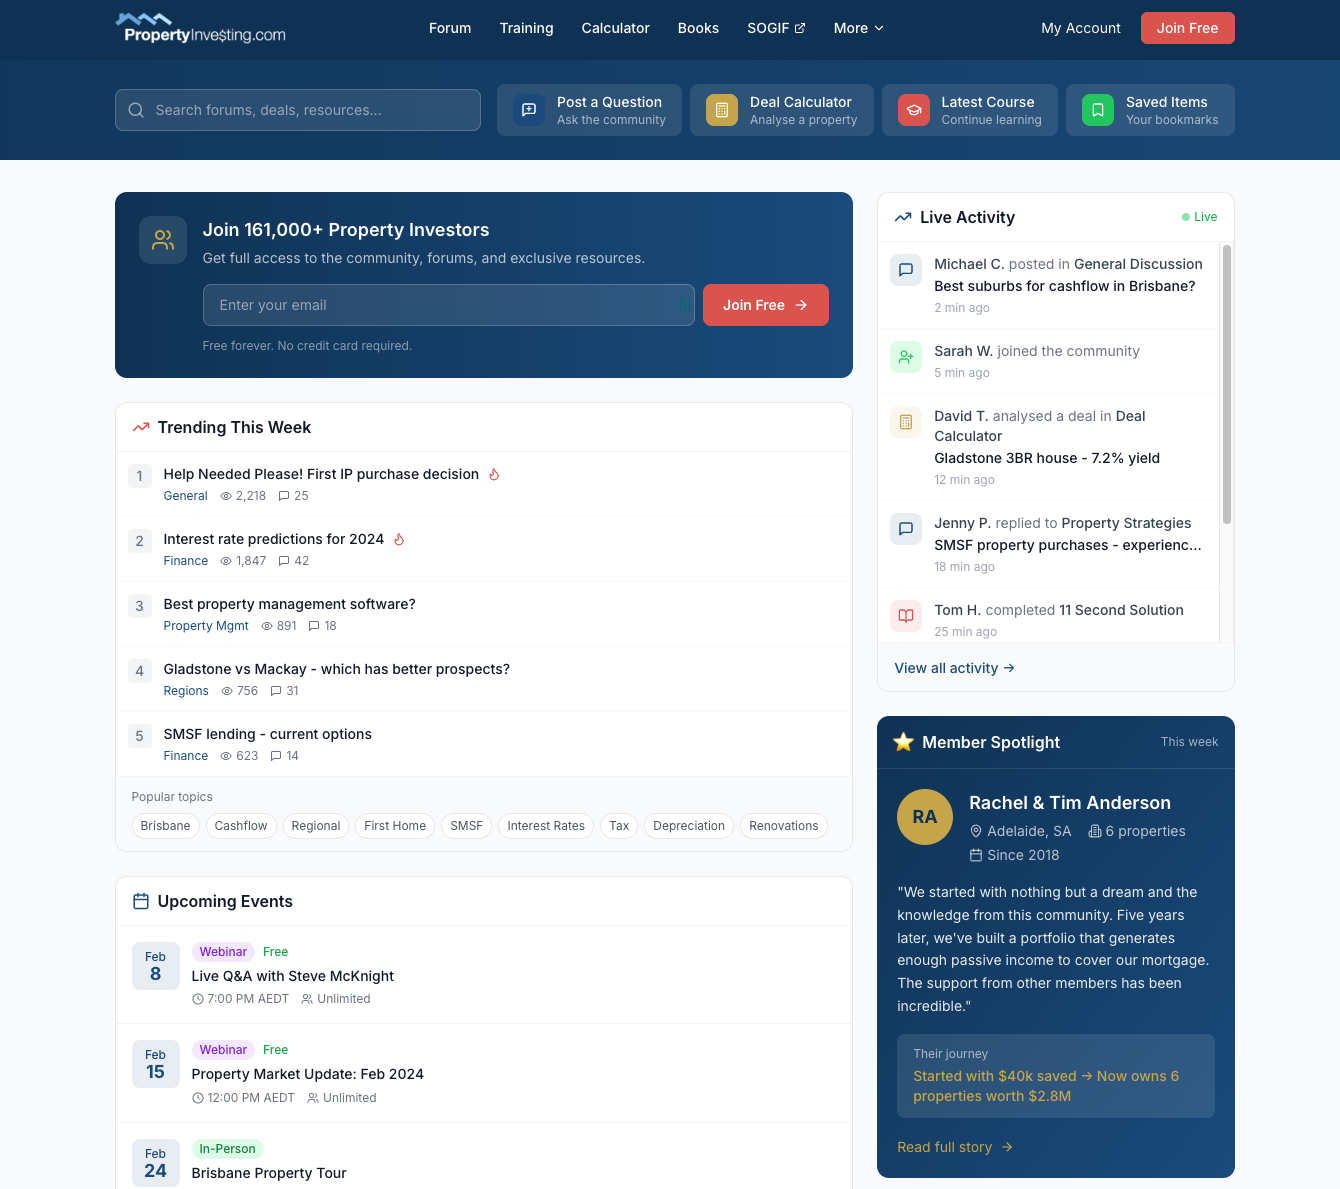 PropertyInve$ting.com
Forum
Training
Calculator
Books
SOGIF
More
My Account
Join Free
Search forums, deals, resources...
Post a Question
Ask the community
Deal Calculator
Analyse a property
Latest Course
Continue learning
Saved Items
Your bookmarks
Join 161,000+ Property Investors
Get full access to the community, forums, and exclusive resources.
Enter your email
Join Free →
Free forever. No credit card required.
Trending This Week
1
Help Needed Please! First IP purchase decision
General 2,218 25
2
Interest rate predictions for 2024
Finance 1,847 42
3
Best property management software?
Property Mgmt 891 18
4
Gladstone vs Mackay - which has better prospects?
Regions 756 31
5
SMSF lending - current options
Finance 623 14
Popular topics
Brisbane Cashflow Regional First Home SMSF Interest Rates Tax Depreciation Renovations
Upcoming Events
Feb
8
Webinar Free
Live Q&A with Steve McKnight
7:00 PM AEDT Unlimited
Feb
15
Webinar Free
Property Market Update: Feb 2024
12:00 PM AEDT Unlimited
Feb
24
In-Person
Brisbane Property Tour
Live Activity
Live
Michael C. posted in General Discussion
Best suburbs for cashflow in Brisbane?
2 min ago
Sarah W. joined the community
5 min ago
David T. analysed a deal in Deal
Calculator
Gladstone 3BR house - 7.2% yield
12 min ago
Jenny P. replied to Property Strategies
SMSF property purchases - experienc...
18 min ago
Tom H. completed 11 Second Solution
25 min ago
View all activity →
Member Spotlight
This week
RA
Rachel & Tim Anderson
Adelaide, SA 6 properties
Since 2018
"We started with nothing but a dream and the
knowledge from this community. Five years
later, we've built a portfolio that generates
enough passive income to cover our mortgage.
The support from other members has been
incredible."
Their journey
Started with $40k saved → Now owns 6
properties worth $2.8M
Read full story →